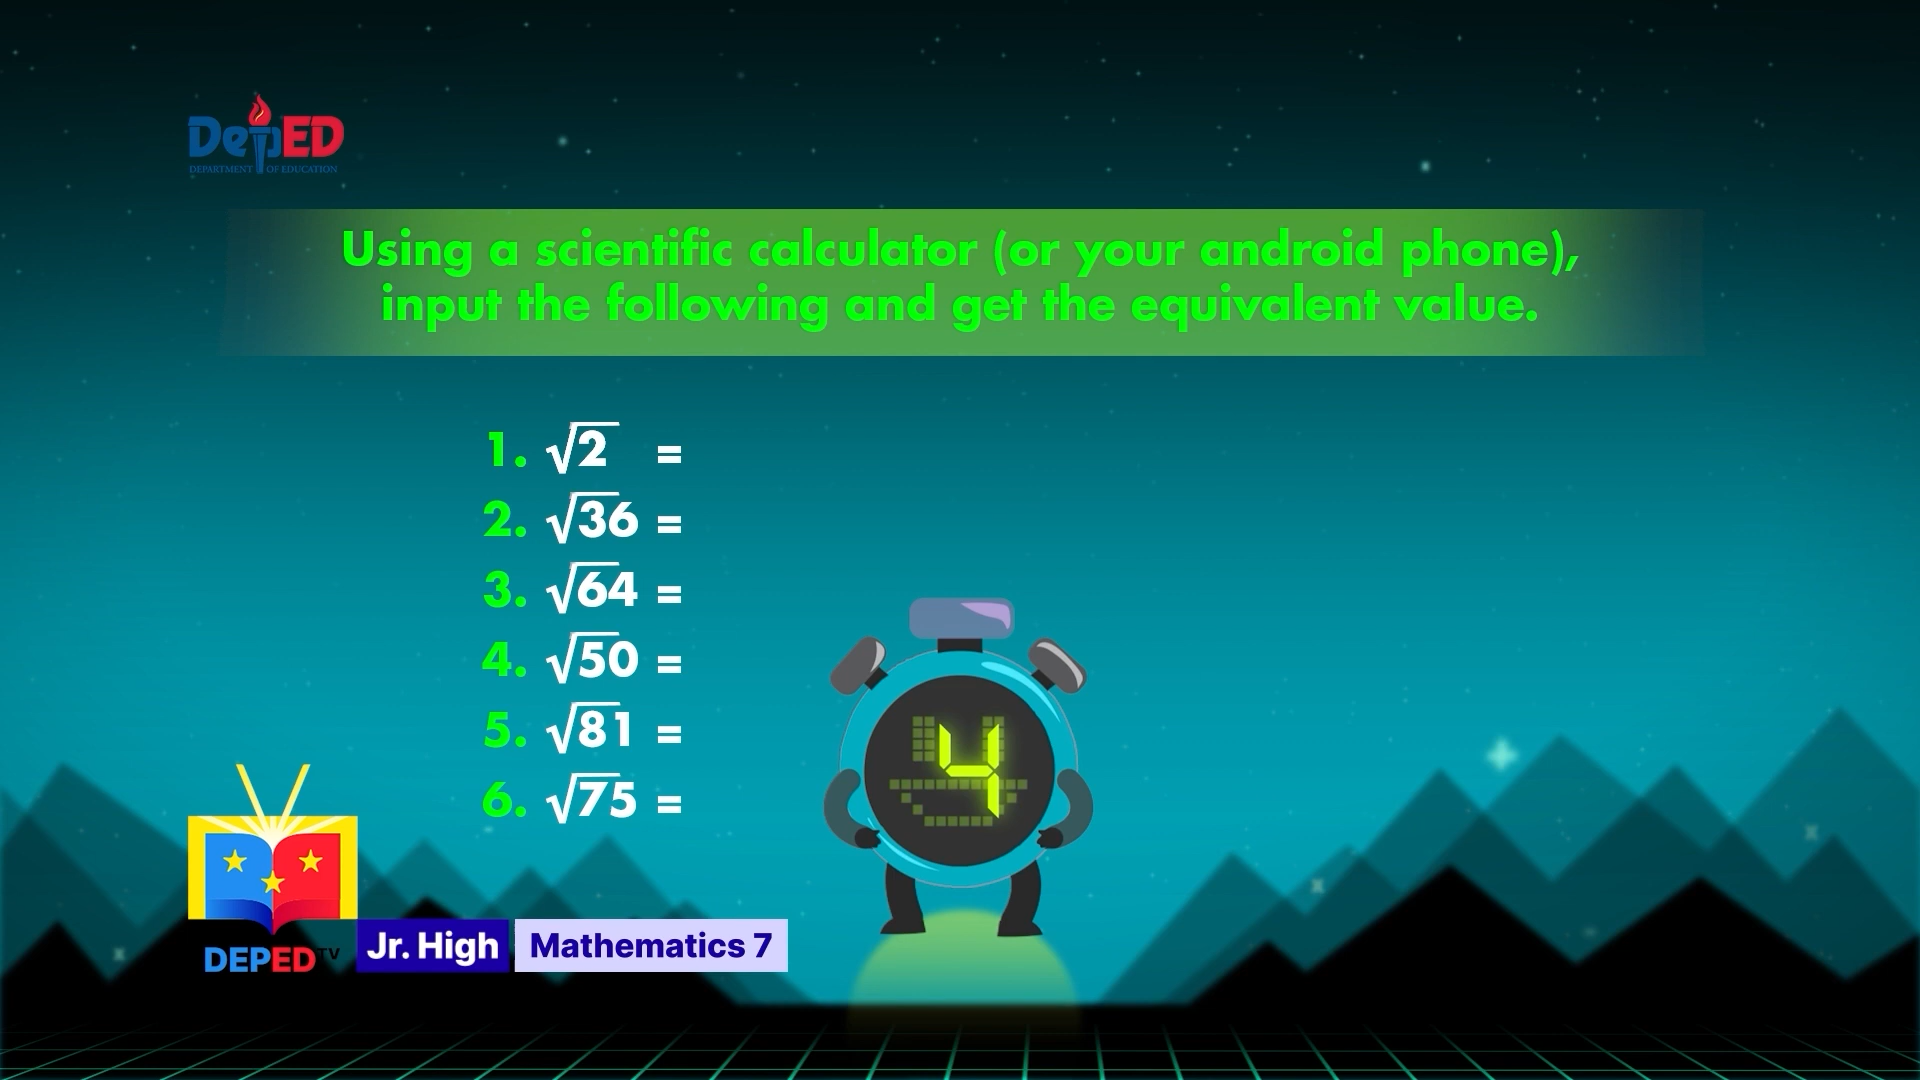 DepED
DEPARTMENT OF EDUCATION
Using a scientific calculator (or your android phone),
input the following and get the equivalent value.
1. √2 =
2. √36 =
3. √64 =
4. √50 =
5. √81 =
6. √75 =
4
DEPED TV
Jr. High
Mathematics 7